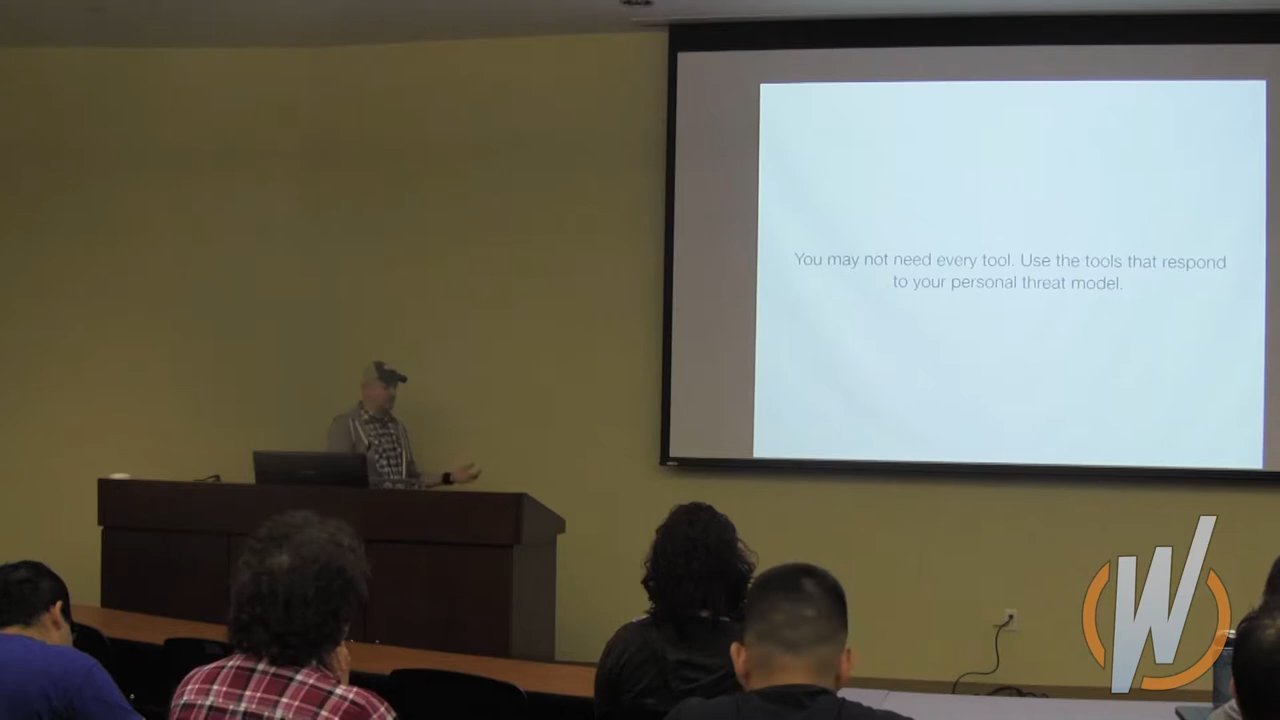 You may not need every tool. Use the tools that respond
to your personal threat model.
W